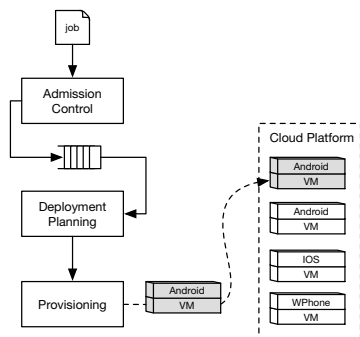 job
Admission
Control
Cloud Platform
Android
VM
Deployment
Planning
Android
VM
IOS
VM
Provisioning
Android
VM
WPhone
VM